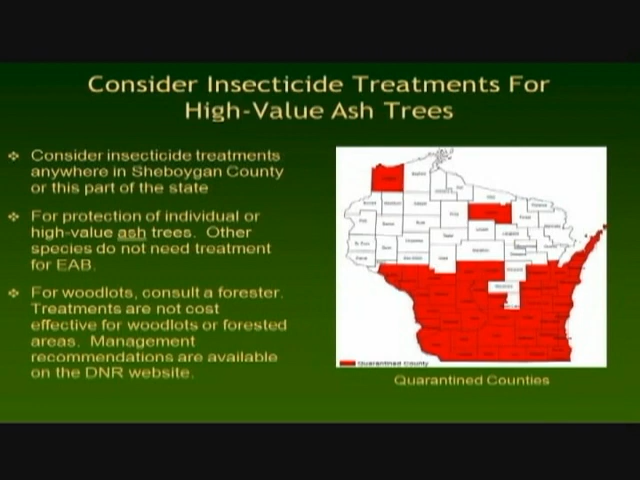 Consider Insecticide Treatments For
High-Value Ash Trees
❖ Consider insecticide treatments
anywhere in Sheboygan County
or this part of the state
❖ For protection of individual or
high-value ash trees. Other
species do not need treatment
for EAB.
❖ For woodlots, consult a forester.
Treatments are not cost
effective for woodlots or forested
areas. Management
recommendations are available
on the DNR website.
Quarantined County
Quarantined Counties